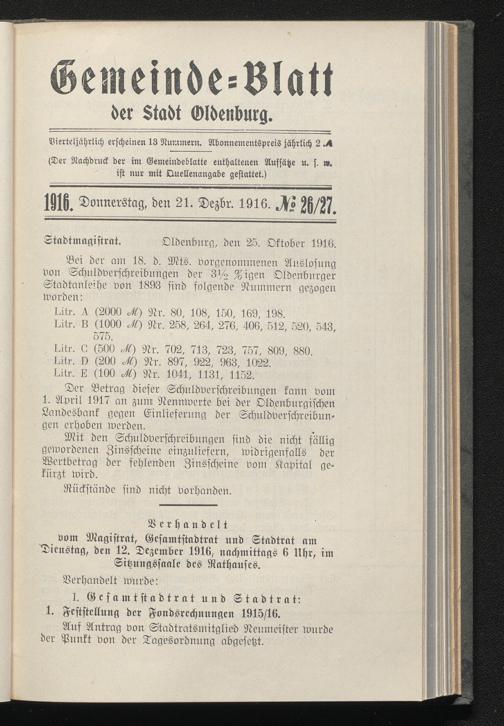 Gemeinde=Blatt
der Stadt Oldenburg.
Vierteljährlich erscheinen 13 Nummern. Abonnementspreis jährlich 2 ℳ
(Der Nachdruck der im Gemeindeblatte enthaltenen Aufsätze u. s. w.
ist nur mit Quellenangabe gestattet.)
1916. Donnerstag, den 21. Dezbr. 1916. № 26/27.
Stadtmagistrat. Oldenburg, den 25. Oktober 1916.
Bei der am 18. d. Mts. vorgenommenen Auslosung
von Schuldverschreibungen der 3½ %igen Oldenburger
Stadtanleihe von 1893 sind folgende Nummern gezogen
worden:
Litr. A (2000 ℳ) Nr. 80, 108, 150, 169, 198.
Litr. B (1000 ℳ) Nr. 258, 264, 276, 406, 512, 520, 543,
575.
Litr. C (500 ℳ) Nr. 702, 713, 723, 757, 809, 880.
Litr. D (200 ℳ) Nr. 897, 922, 963, 1022.
Litr. E (100 ℳ) Nr. 1041, 1131, 1152.
Der Betrag dieser Schuldverschreibungen kann vom
1. April 1917 an zum Nennwerte bei der Oldenburgischen
Landesbank gegen Einlieferung der Schuldverschreibun-
gen erhoben werden.
Mit den Schuldverschreibungen sind die nicht fällig
gewordenen Zinsscheine einzuliefern, widrigenfalls der
Wertbetrag der fehlenden Zinsscheine vom Kapital ge-
kürzt wird.
Rückstände sind nicht vorhanden.
Verhandelt
vom Magistrat, Gesamtstadtrat und Stadtrat am
Dienstag, den 12. Dezember 1916, nachmittags 6 Uhr, im
Sitzungssaale des Rathauses.
Verhandelt wurde:
I. Gesamtstadtrat und Stadtrat:
1. Feststellung der Fondsrechnungen 1915/16.
Auf Antrag von Stadtratsmitglied Neumeister wurde
der Punkt von der Tagesordnung abgesetzt.